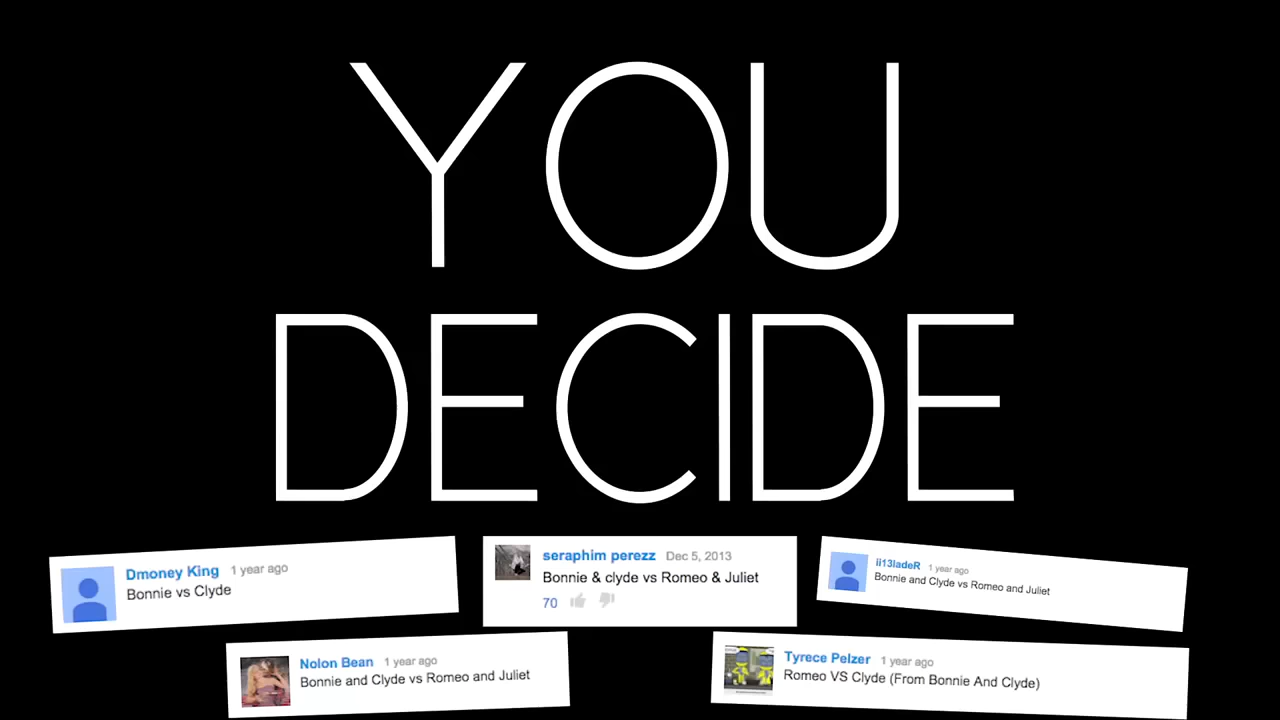 YOU
DECIDE
Dmoney King 1 year ago
Bonnie vs Clyde
seraphim perezz Dec 5, 2013
Bonnie & clyde vs Romeo & Juliet
70
ii13ladeR 1 year ago
Bonnie and Clyde vs Romeo and Juliet
Nolon Bean 1 year ago
Bonnie and Clyde vs Romeo and Juliet
Tyrece Pelzer 1 year ago
Romeo VS Clyde (From Bonnie And Clyde)